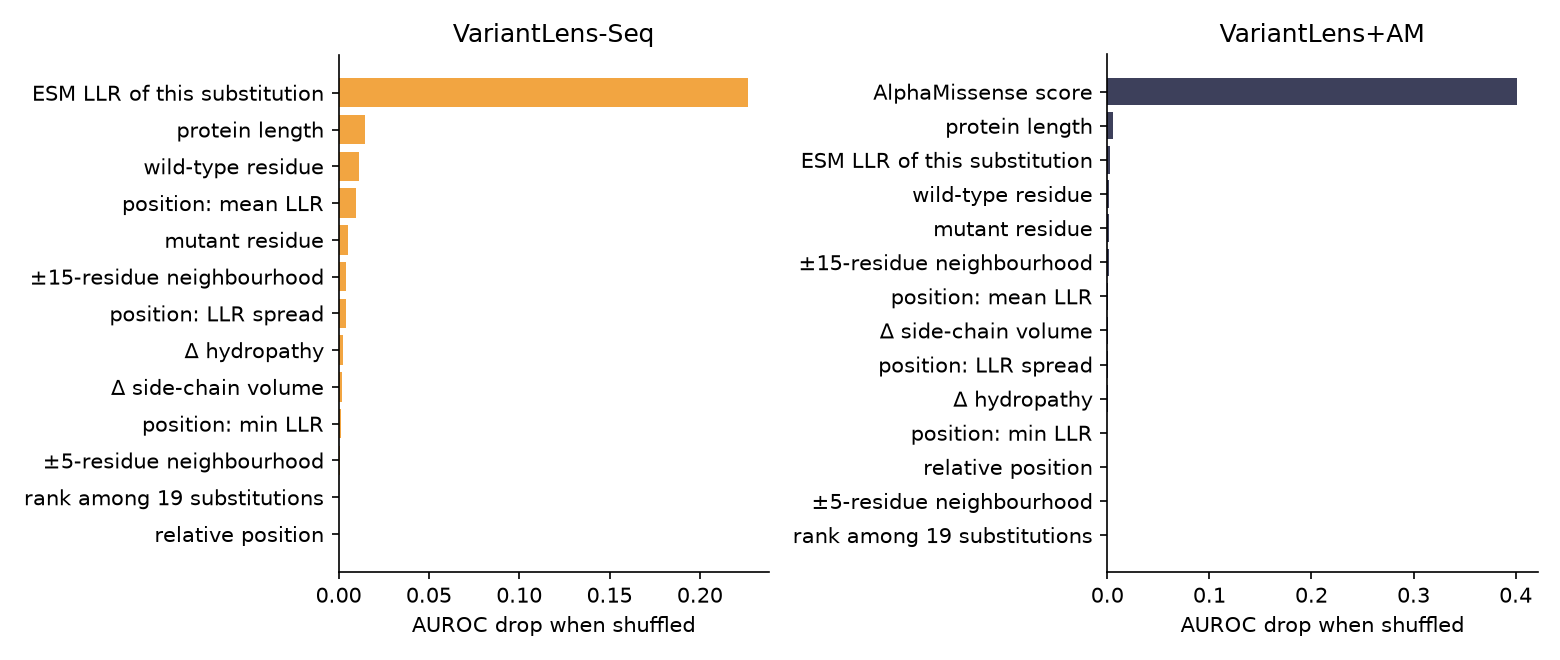 VariantLens-Seq
ESM LLR of this substitution
protein length
wild-type residue
position: mean LLR
mutant residue
±15-residue neighbourhood
position: LLR spread
Δ hydropathy
Δ side-chain volume
position: min LLR
±5-residue neighbourhood
rank among 19 substitutions
relative position
0.00 0.05 0.10 0.15 0.20
AUROC drop when shuffled
VariantLens+AM
AlphaMissense score
protein length
ESM LLR of this substitution
wild-type residue
mutant residue
±15-residue neighbourhood
position: mean LLR
Δ side-chain volume
position: LLR spread
Δ hydropathy
position: min LLR
relative position
±5-residue neighbourhood
rank among 19 substitutions
0.0 0.1 0.2 0.3 0.4
AUROC drop when shuffled